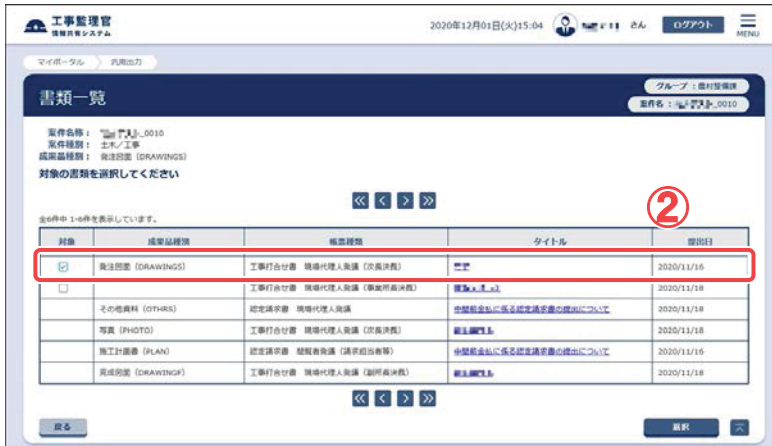 工事監理官
情報共有システム
2020年12月01日(火)15:04
さん
ログアウト
MENU
マイポータル
汎用出力
書類一覧
グループ：農村整備課
案件名：
_0010
案件名称：
_0010
案件種別： 土木/工事
成果品種別： 発注図面 (DRAWINGS)
対象の書類を選択してください
②
全6件中 1-6件を表示しています。
対象 成果品種別 帳票種類 タイトル 提出日
発注図面 (DRAWINGS) 工事打合せ書 現場代理人発議（次長決裁） 2020/11/16
工事打合せ書 現場代理人発議（事業所長決裁） 2020/11/18
その他資料 (OTHRS) 認定請求書 現場代理人発議 中間前金払に係る認定請求書の提出について 2020/11/18
写真 (PHOTO) 工事打合せ書 現場代理人発議（次長決裁） 2020/11/18
施工計画書 (PLAN) 認定請求書 閲覧者発議（請求担当者等） 中間前金払に係る認定請求書の提出について 2020/11/16
完成図面 (DRAWINGF) 工事打合せ書 現場代理人発議（副所長決裁） 2020/11/18
戻る
選択